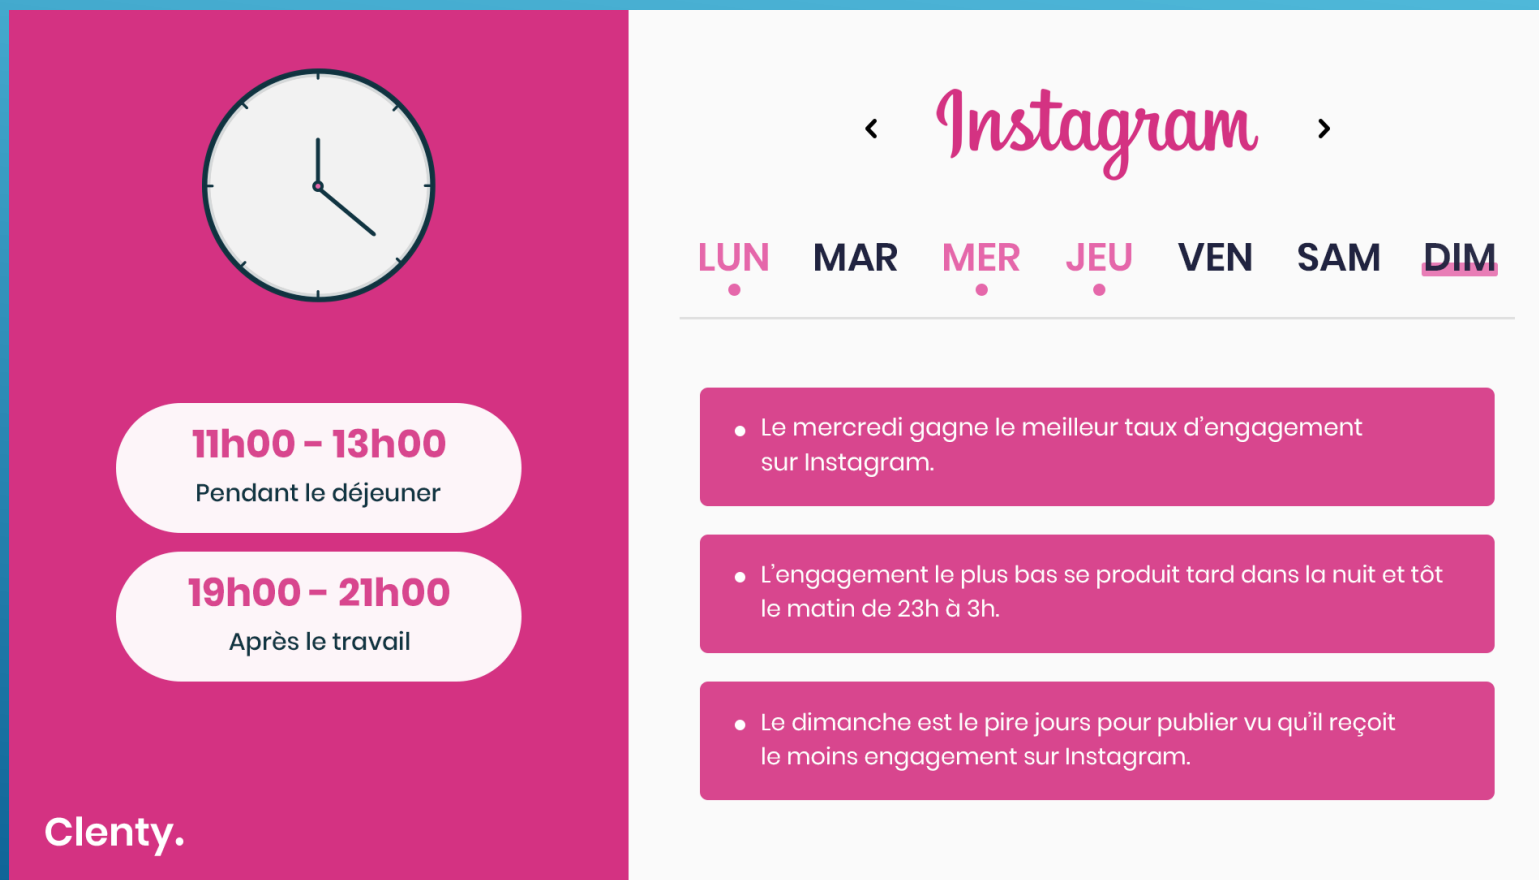 11h00 - 13h00
Pendant le déjeuner
19h00 - 21h00
Après le travail
Clenty.
Instagram
LUN MAR MER JEU VEN SAM DIM
• Le mercredi gagne le meilleur taux d'engagement
sur Instagram.
• L'engagement le plus bas se produit tard dans la nuit et tôt
le matin de 23h à 3h.
• Le dimanche est le pire jours pour publier vu qu'il reçoit
le moins engagement sur Instagram.